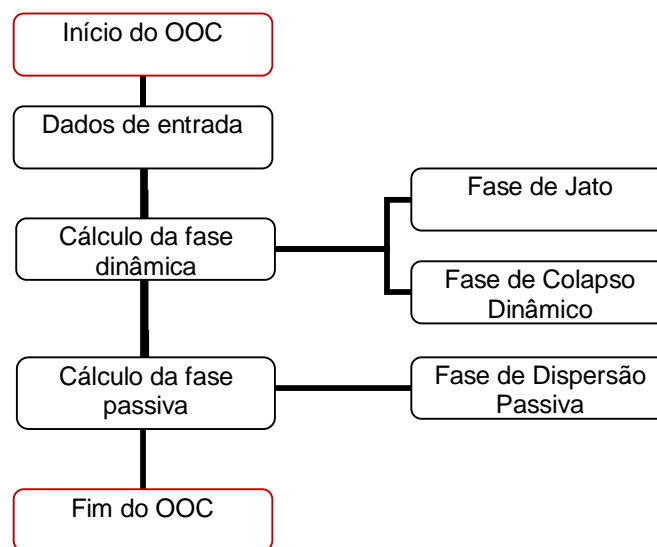 Início do OOC
Dados de entrada
Fase de Jato
Cálculo da fase
dinâmica
Fase de Colapso
Dinâmico
Cálculo da fase
passiva
Fase de Dispersão
Passiva
Fim do OOC